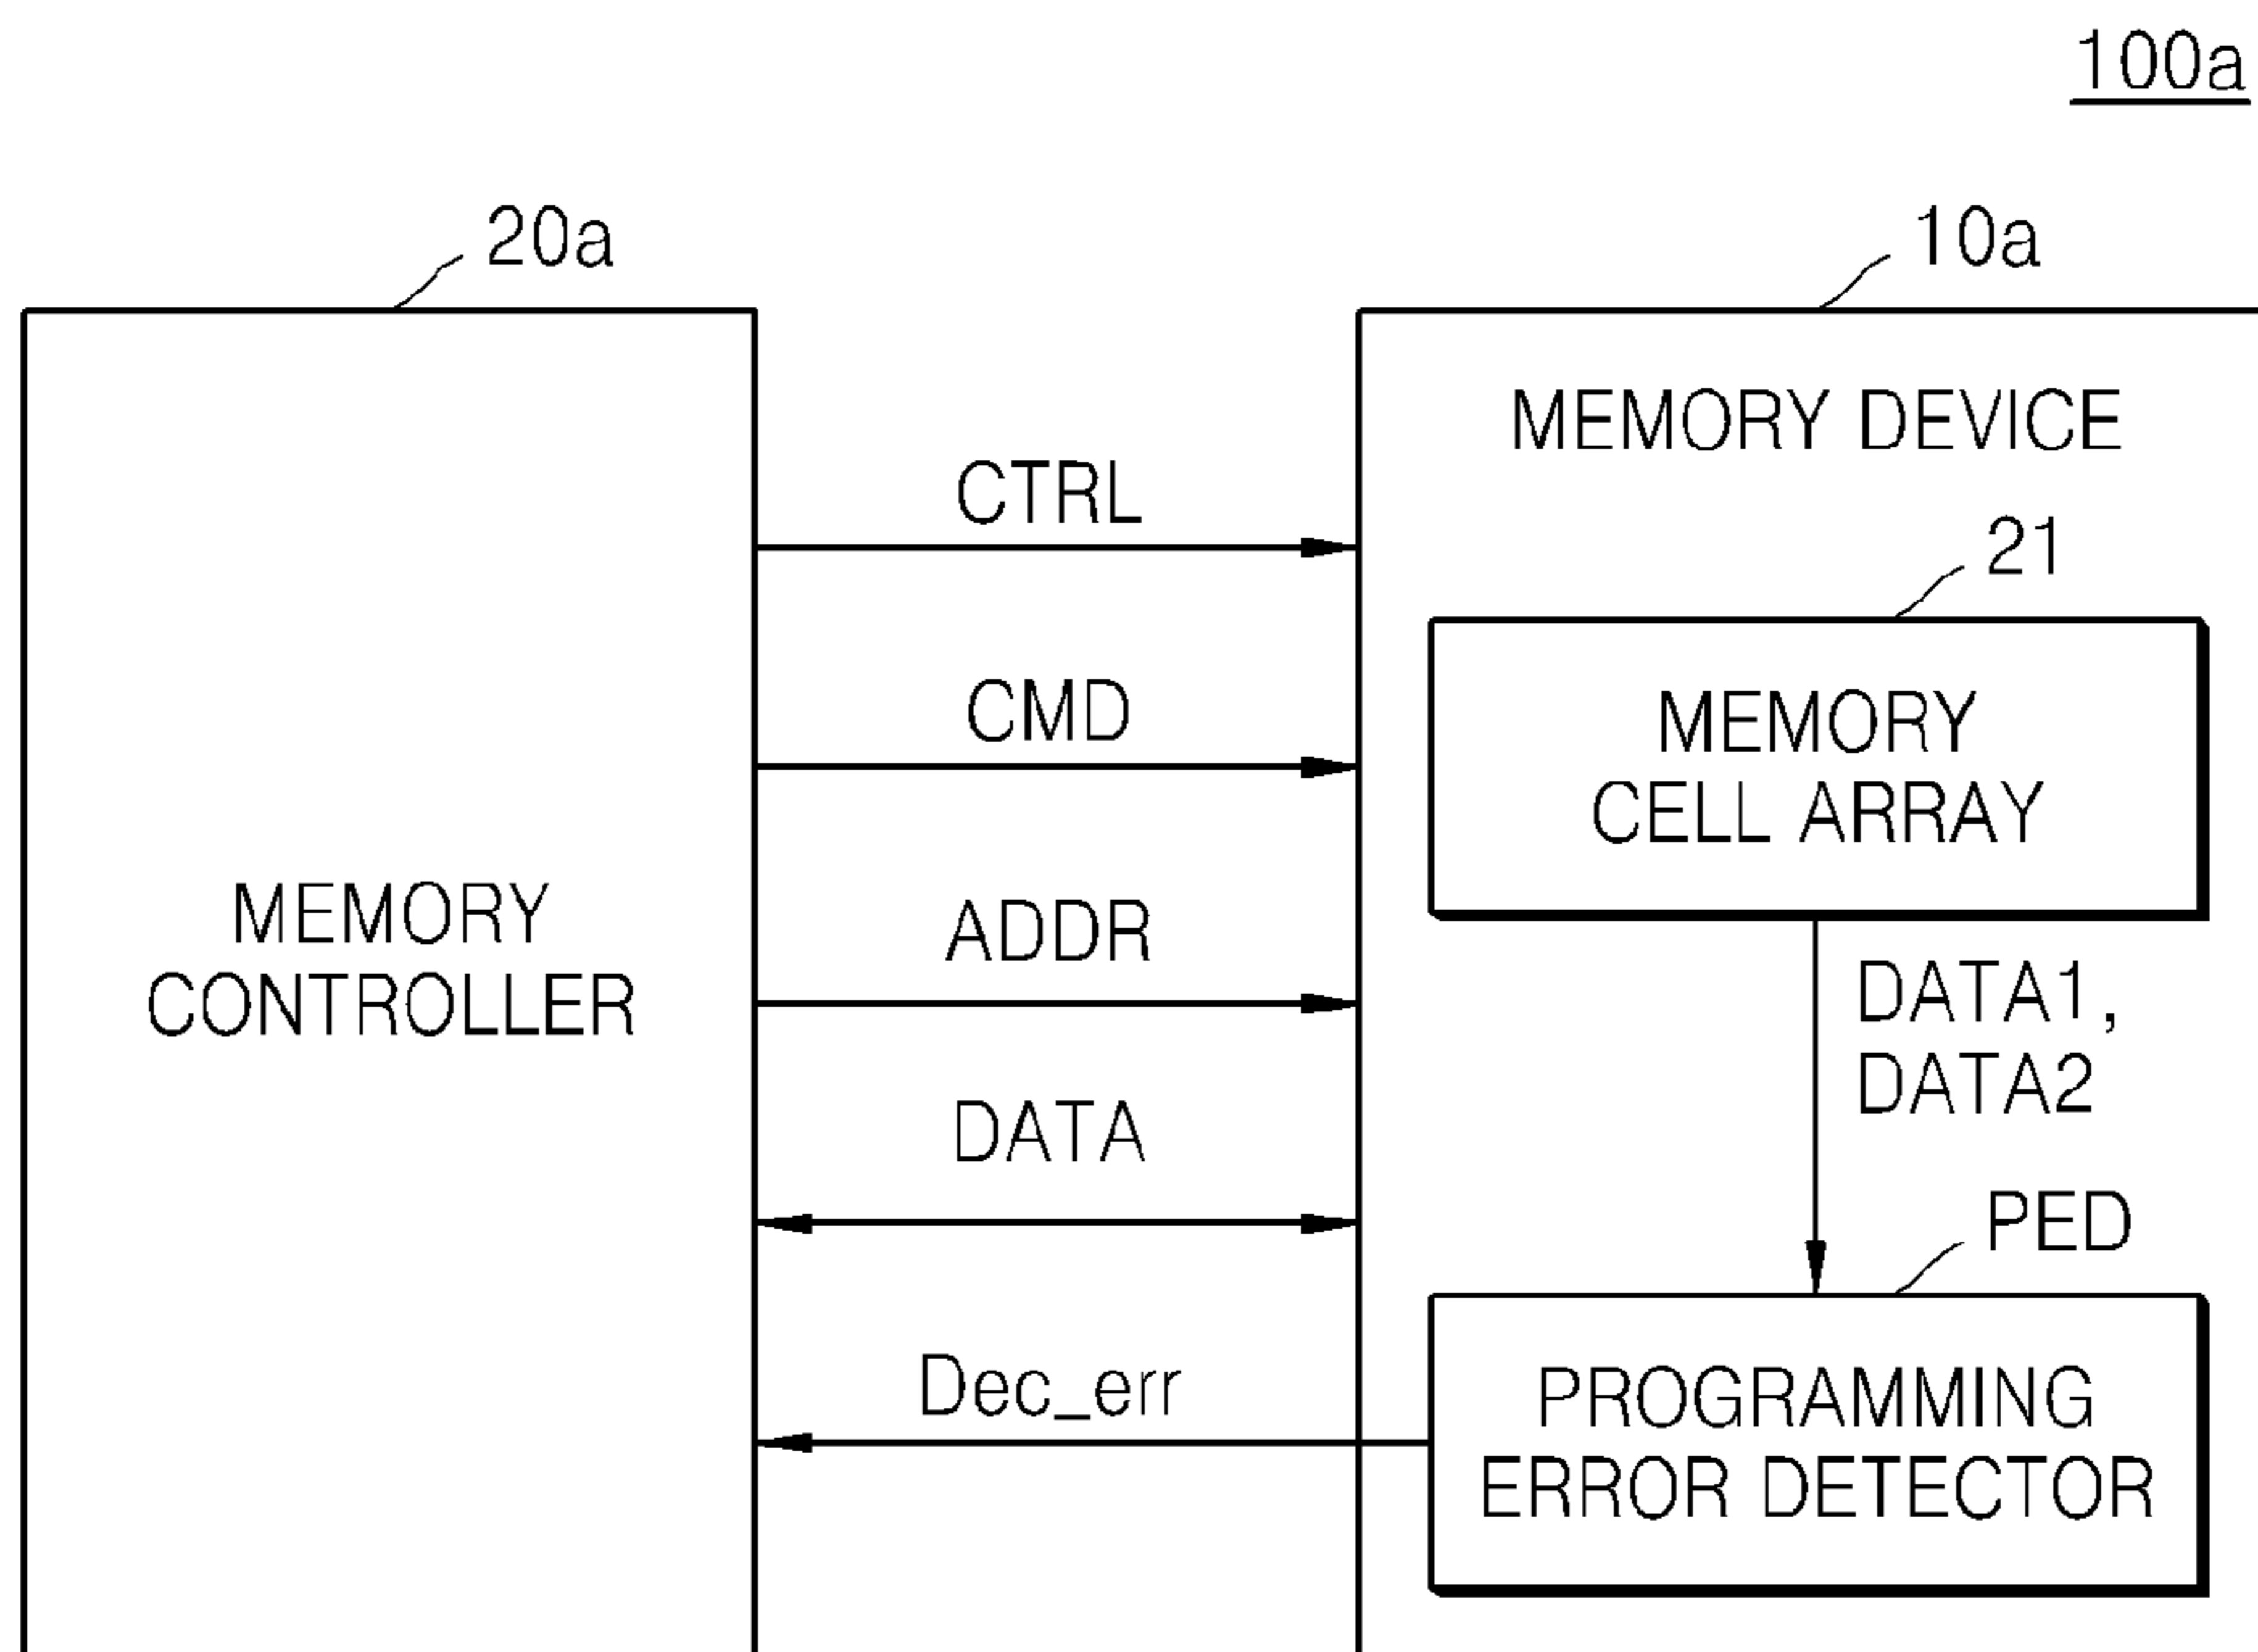 100a
20a
10a
MEMORY DEVICE
CTRL
21
CMD
MEMORY
CELL ARRAY
MEMORY
CONTROLLER
ADDR
DATA1,
DATA2
DATA
PED
Dec_err
PROGRAMMING
ERROR DETECTOR